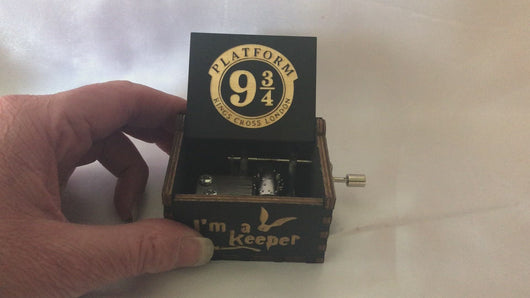 PLATFORM
9 3/4
KINGS CROSS LONDON
I'm a
Keeper